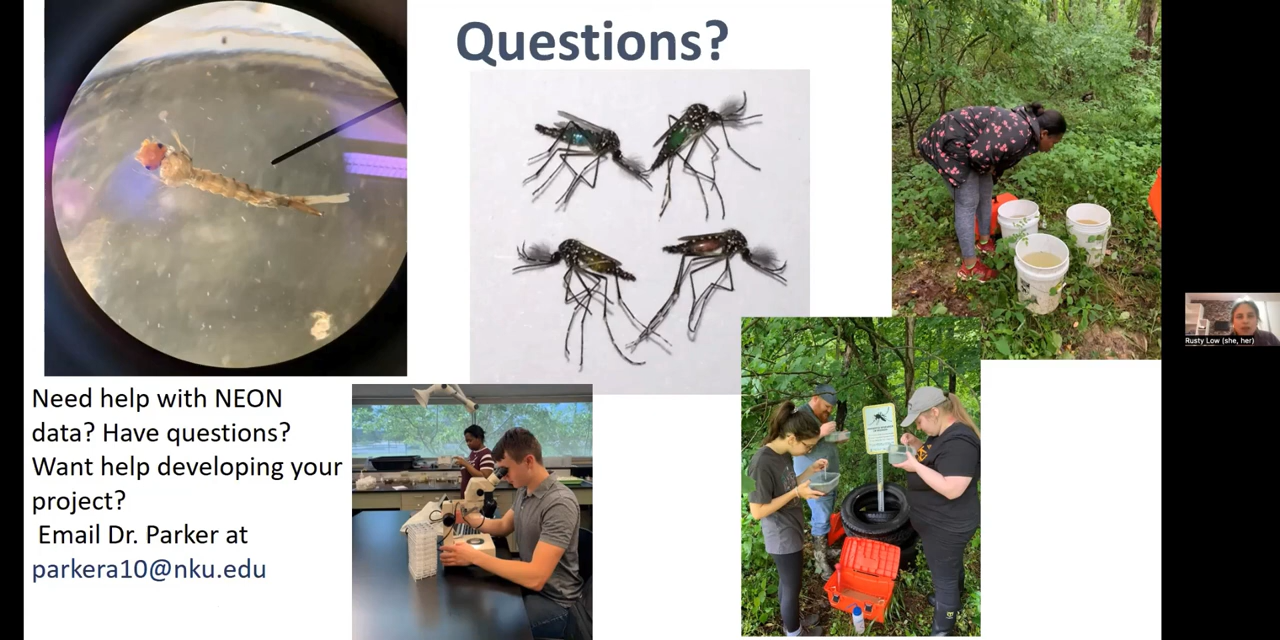 Questions?
Need help with NEON
data? Have questions?
Want help developing your
project?
Email Dr. Parker at
parkera10@nku.edu
Rusty Low (she, her)